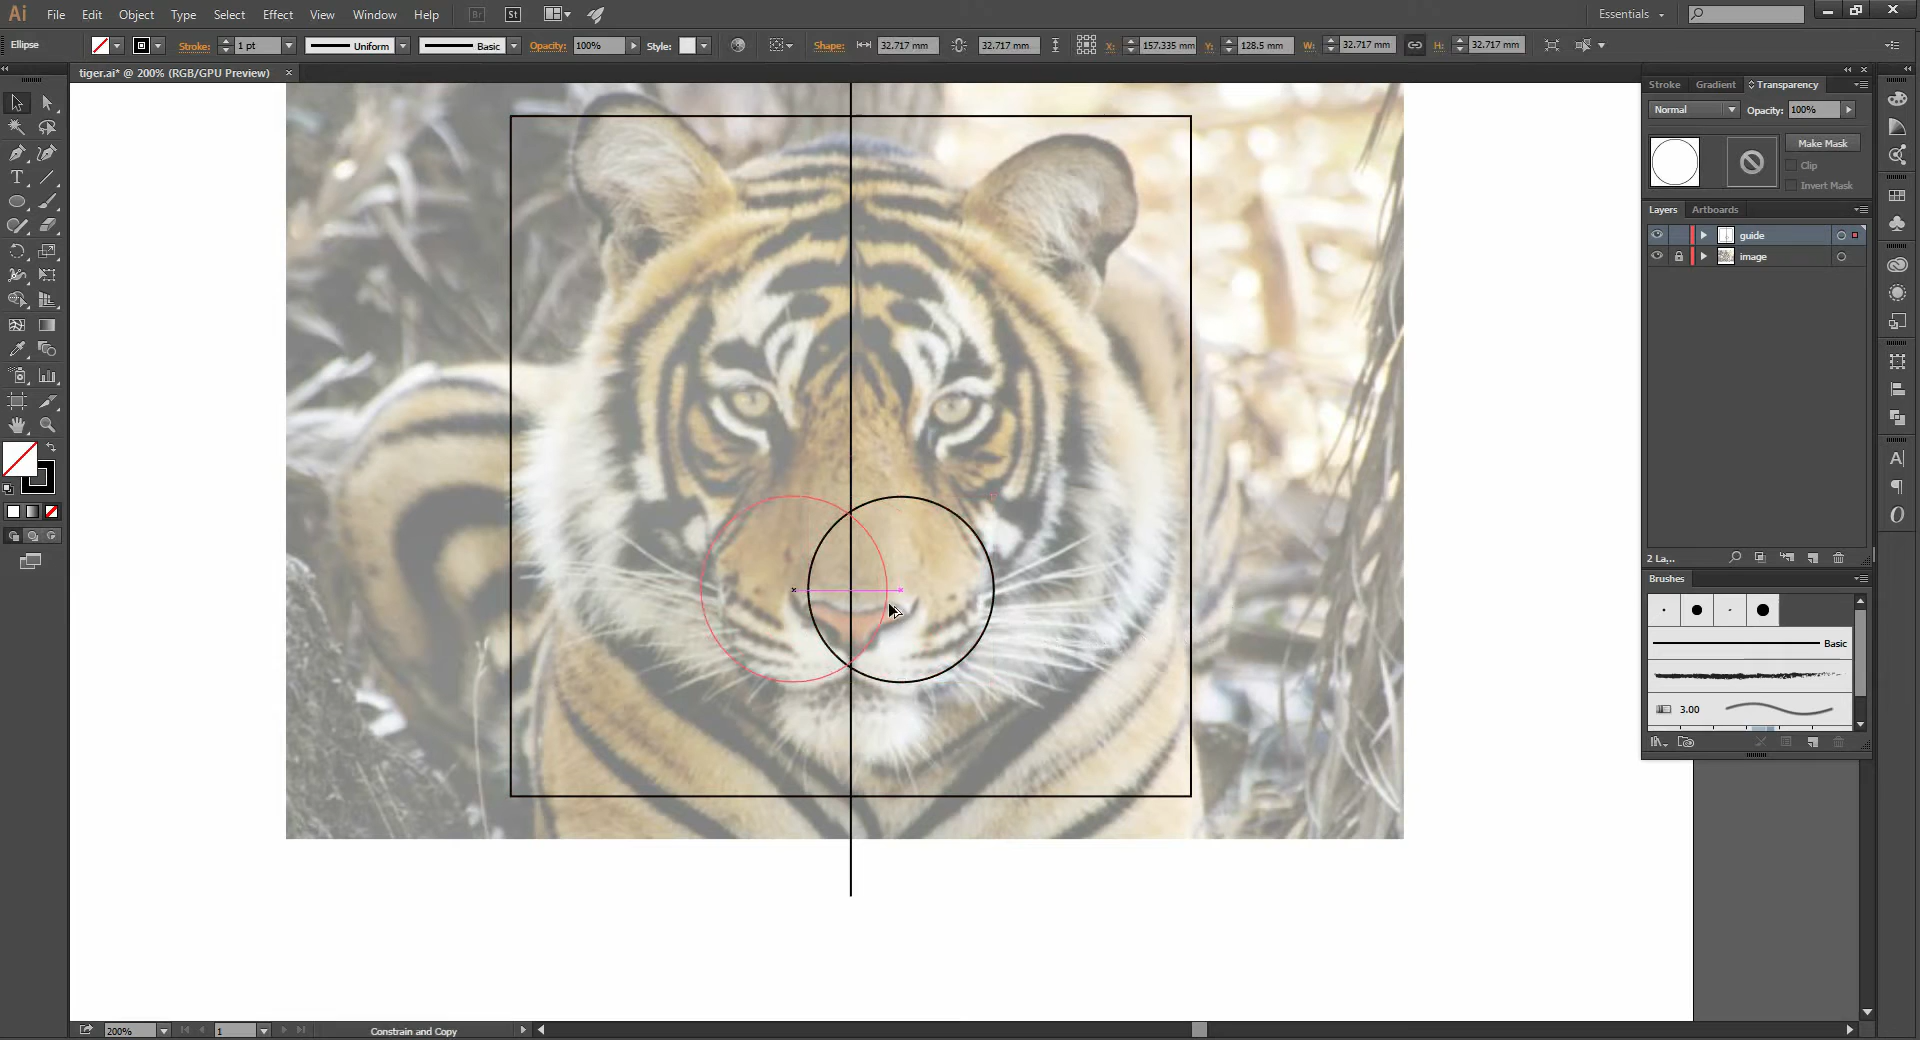 Ai File Edit Object Type Select Effect View Window Help Br St Essentials
Ellipse Stroke: 1 pt Uniform Basic Opacity: 100% Style: Shape: 32.717 mm 32.717 mm X: 157.335 mm Y: 128.5 mm W: 32.717 mm H: 32.717 mm
tiger.ai* @ 200% (RGB/GPU Preview)
Stroke Gradient Transparency
Normal Opacity: 100%
Make Mask
Clip
Invert Mask
Layers Artboards
guide
image
2 La...
Brushes
Basic
3.00
200% 1 Constrain and Copy